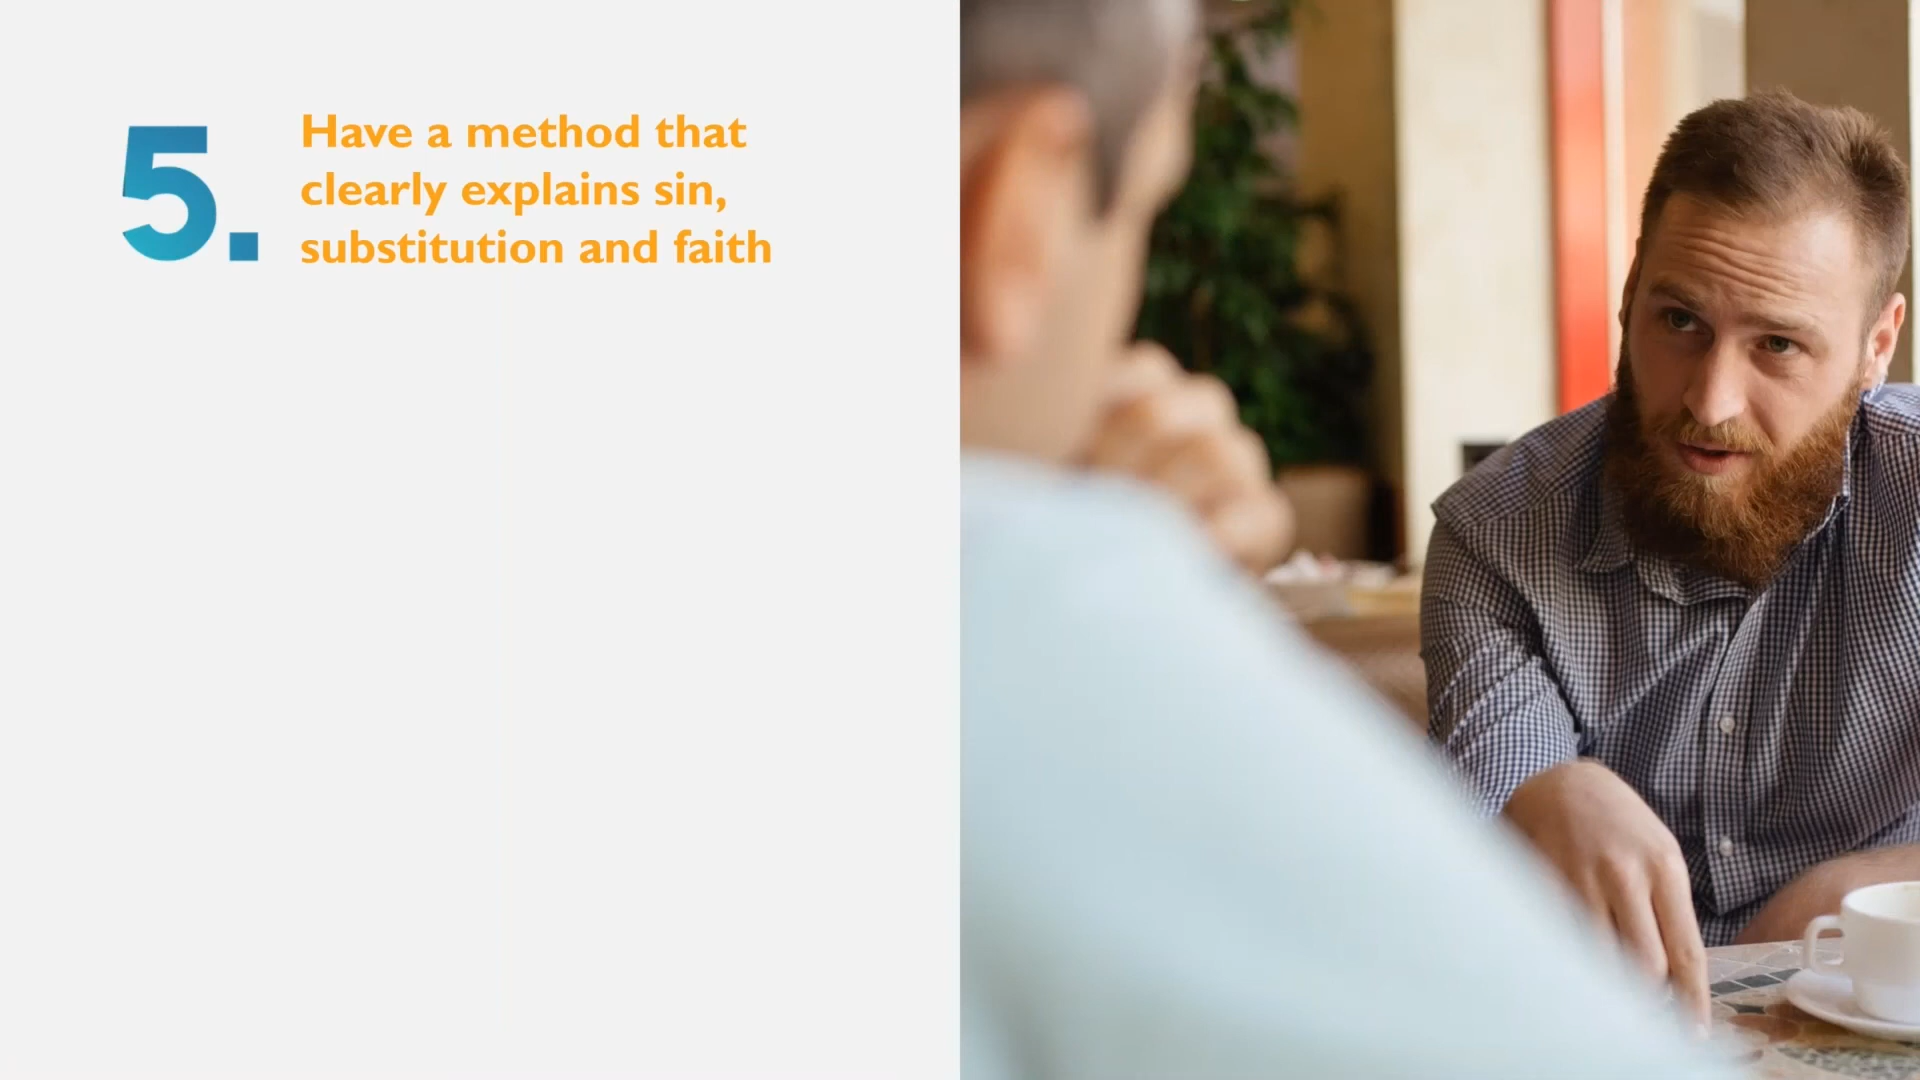 5.
Have a method that
clearly explains sin,
substitution and faith